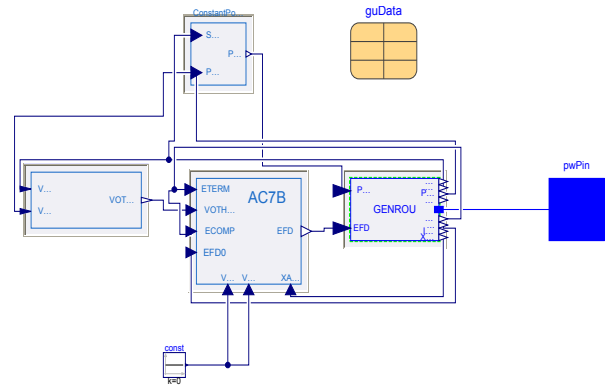 ConstantPo...
guData
S...
P...
P...
pwPin
V...
VOT...
V...
ETERM
AC7B
VOTH...
ECOMP
EFD
EFD0
V...
V...
XA...
P...
GENROU
EFD
...
P...
...
...
I...
...
X...
const
k=0